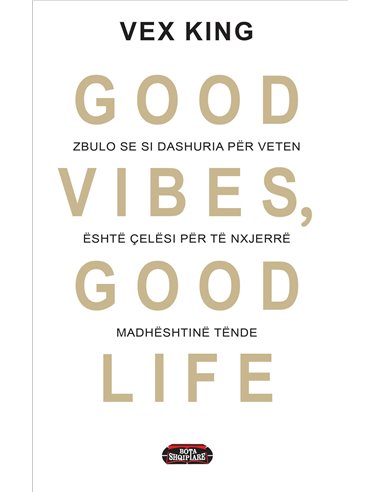 VEX KING
GOOD
ZBULO SE SI DASHURIA PËR VETEN
VIBES,
ËSHTË ÇELËSI PËR TË NXJERRË
GOOD
MADHËSHTINË TËNDE
LIFE
BOTA
SHQIPTARE